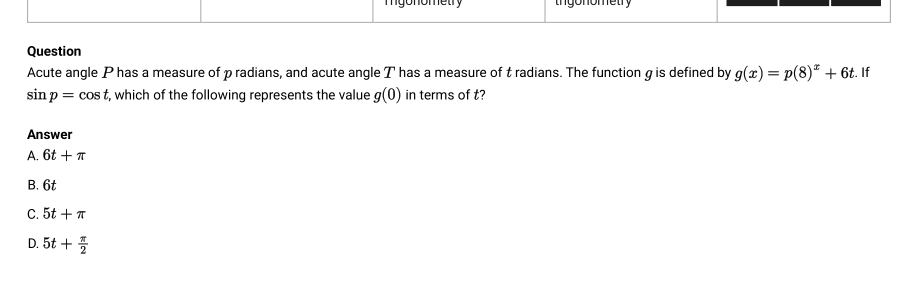 Trigonometry trigonometry
Question
Acute angle P has a measure of p radians, and acute angle T has a measure of t radians. The function g is defined by g(x) = p(8)^x + 6t. If
sin p = cos t, which of the following represents the value g(0) in terms of t?
Answer
A. 6t + π
B. 6t
C. 5t + π
D. 5t + π/2